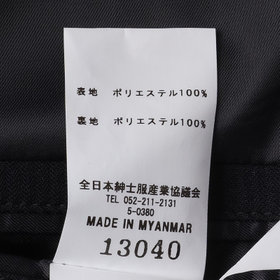 表地 ポリエステル100%
裏地 ポリエステル100%
全日本紳士服産業協議会
TEL 052-211-2131
5-0380
MADE IN MYANMAR
13040